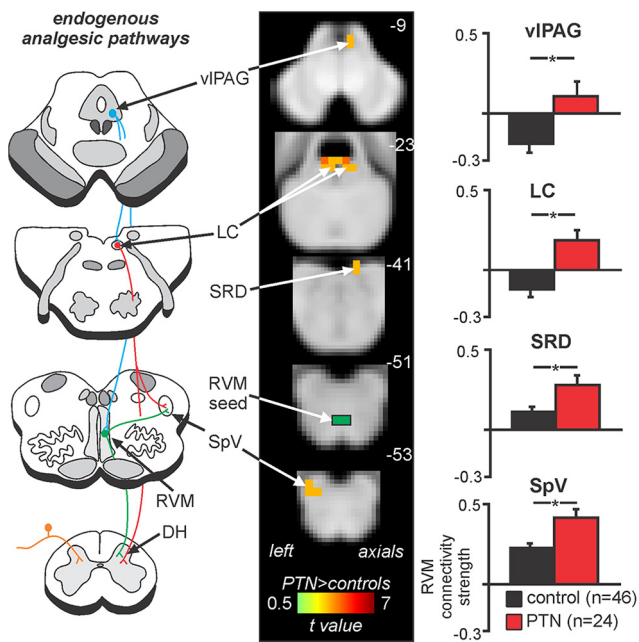 endogenous
analgesic pathways
vlPAG
LC
SRD
RVM
seed
SpV
RVM
DH
-9
-23
-41
-51
-53
left axials
PTN>controls
0.5 7
t value
vlPAG
0.5
*
-0.3
LC
*
-0.3
SRD
0.5
*
-0.3
SpV
0.5
*
RVM
connectivity
strength
control (n=46)
PTN (n=24)
-0.3